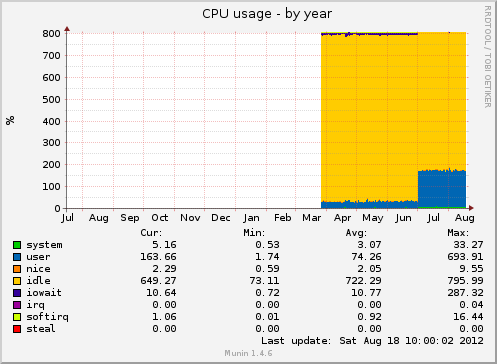 CPU usage - by year
RRDTOOL / TOBI OETIKER
%
800
700
600
500
400
300
200
100
0
Jul Aug Sep Oct Nov Dec Jan Feb Mar Apr May Jun Jul Aug
Cur: Min: Avg: Max:
system 5.16 0.53 3.07 33.27
user 163.66 1.74 74.26 693.91
nice 2.29 0.59 2.05 9.55
idle 649.27 73.11 722.29 795.99
iowait 10.64 0.72 10.77 287.32
irq 0.00 0.00 0.00 0.04
softirq 1.06 0.01 0.92 16.44
steal 0.00 0.00 0.00 0.00
Last update: Sat Aug 18 10:00:02 2012
Munin 1.4.6